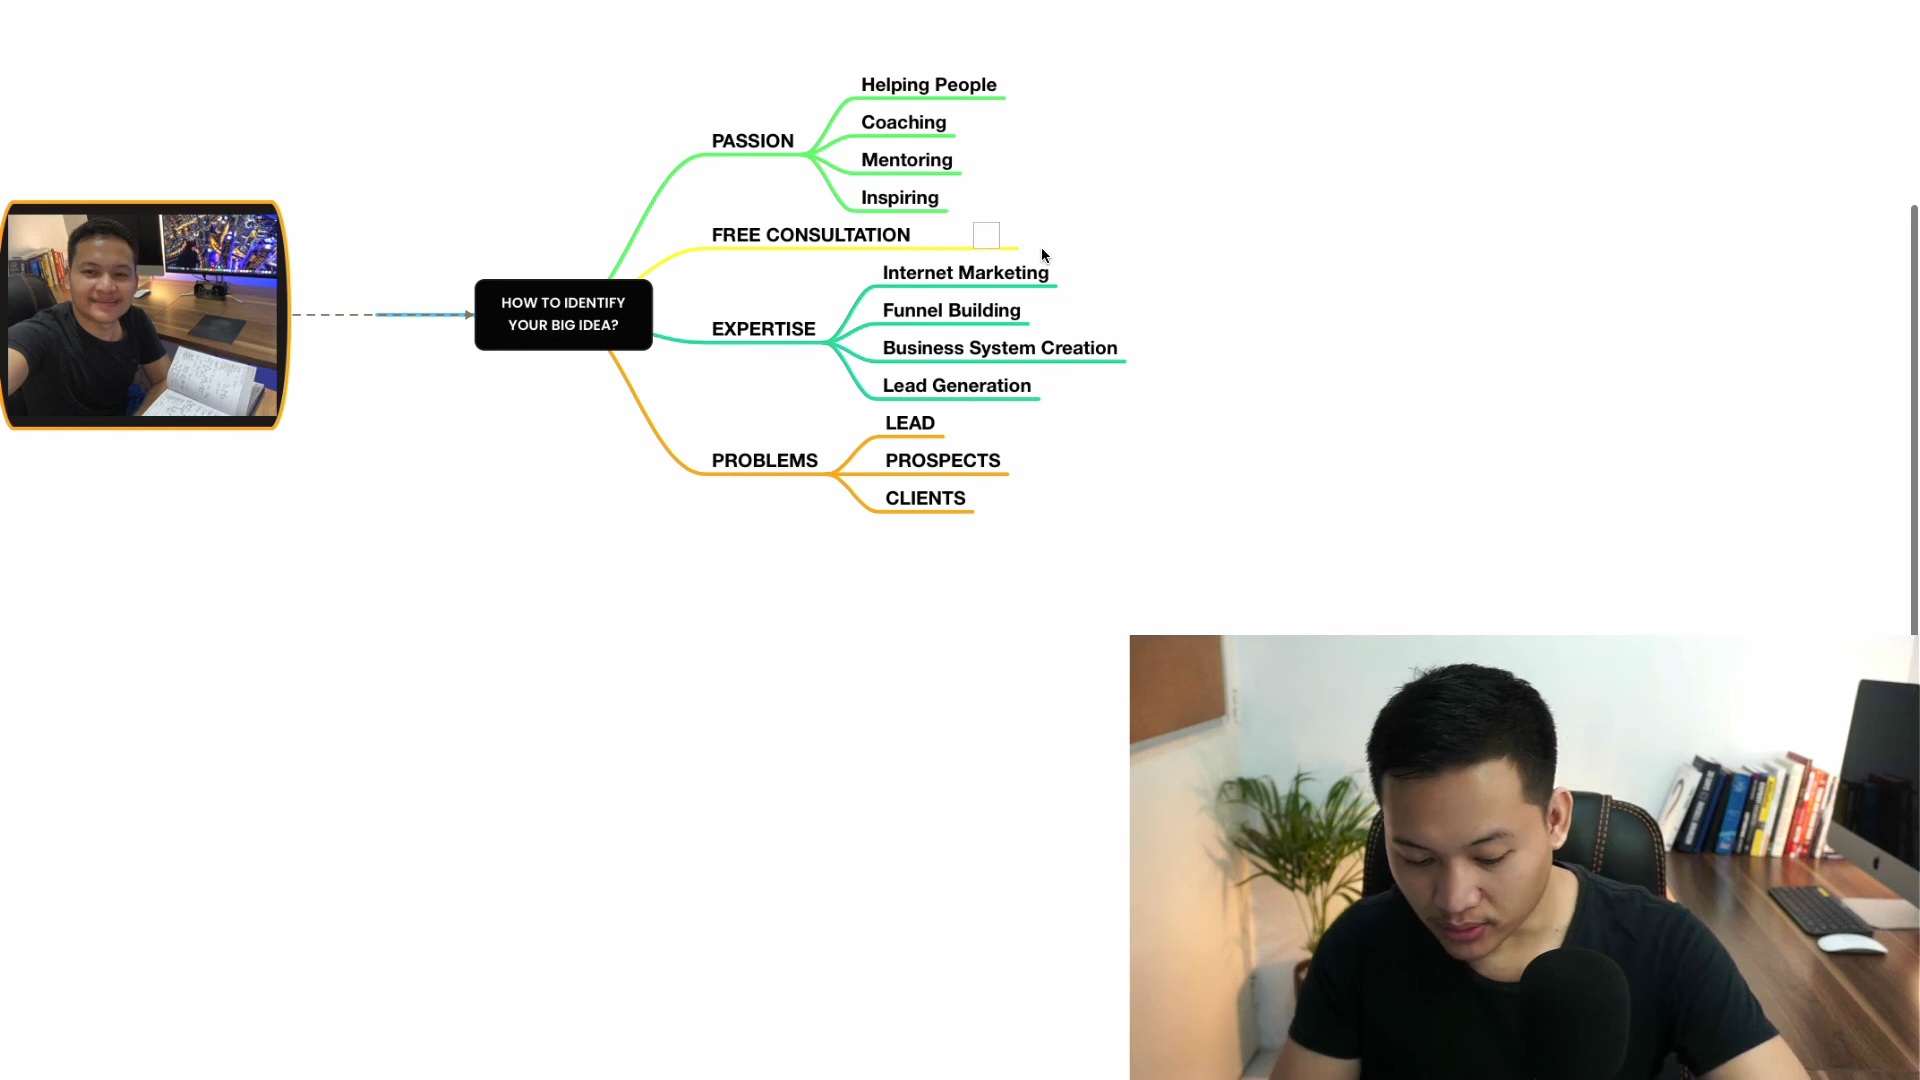 Helping People
Coaching
PASSION
Mentoring
Inspiring
FREE CONSULTATION
Internet Marketing
HOW TO IDENTIFY
YOUR BIG IDEA?
Funnel Building
EXPERTISE
Business System Creation
Lead Generation
LEAD
PROBLEMS
PROSPECTS
CLIENTS